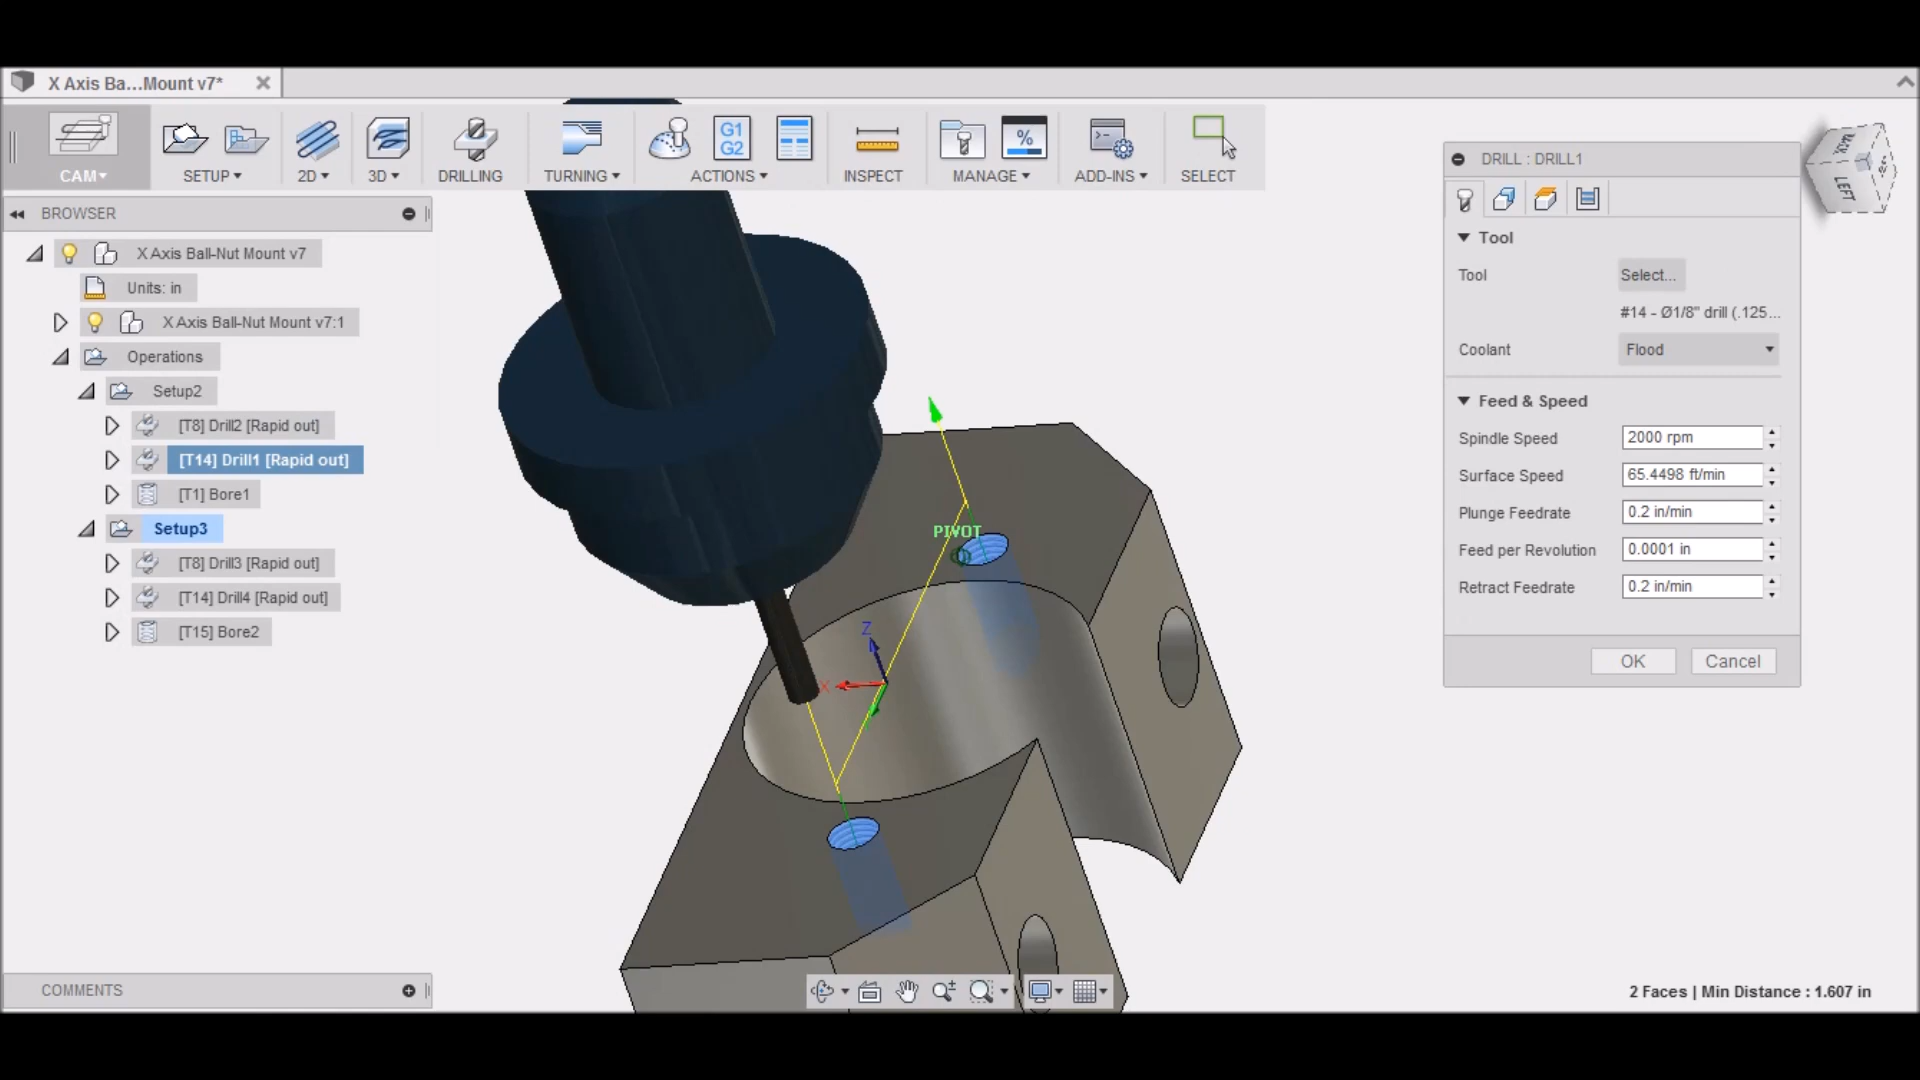 X Axis Ba...Mount v7*
CAM
SETUP
2D
3D
DRILLING
TURNING
G1
G2
ACTIONS
INSPECT
%
MANAGE
ADD-INS
SELECT
BROWSER
X Axis Ball-Nut Mount v7
Units: in
X Axis Ball-Nut Mount v7:1
Operations
Setup2
[T8] Drill2 [Rapid out]
[T14] Drill1 [Rapid out]
[T1] Bore1
Setup3
[T8] Drill3 [Rapid out]
[T14] Drill4 [Rapid out]
[T15] Bore2
COMMENTS
PIVOT
Z
X
DRILL : DRILL1
Tool
Tool Select...
#14 - Ø1/8" drill (.125...
Coolant Flood
Feed & Speed
Spindle Speed 2000 rpm
Surface Speed 65.4498 ft/min
Plunge Feedrate 0.2 in/min
Feed per Revolution 0.0001 in
Retract Feedrate 0.2 in/min
OK Cancel
LEFT
2 Faces | Min Distance : 1.607 in